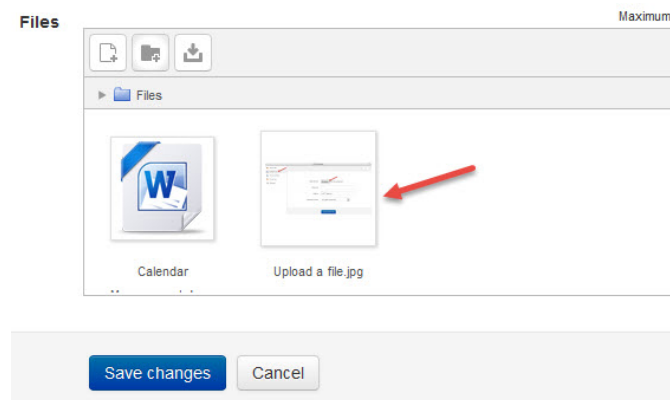 Files
Maximum
Files
W
Calendar
Upload a file.jpg
Save changes
Cancel